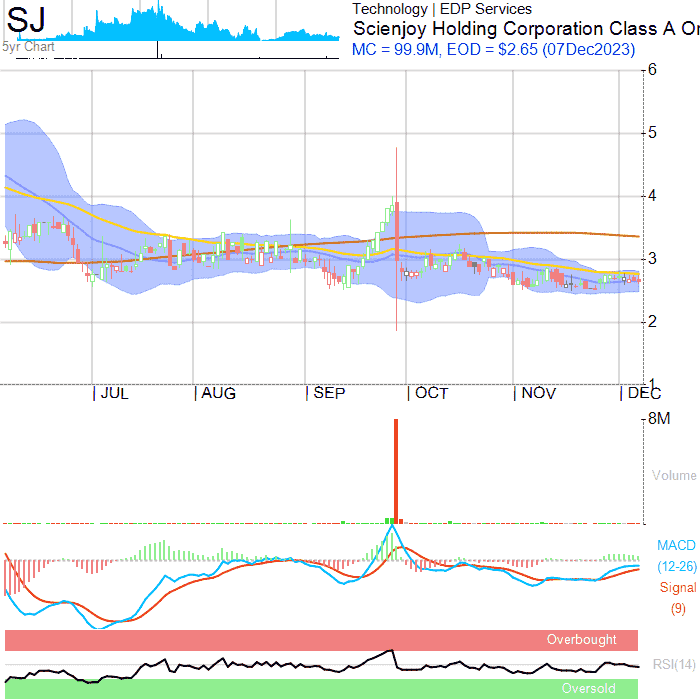 SJ
5yr Chart
Technology | EDP Services
Scienjoy Holding Corporation Class A Or
MC = 99.9M, EOD = $2.65 (07Dec2023)
6
5
4
3
2
1
JUL
AUG
SEP
OCT
NOV
DEC
8M
Volume
MACD
(12-26)
Signal
(9)
Overbought
RSI(14)
Oversold